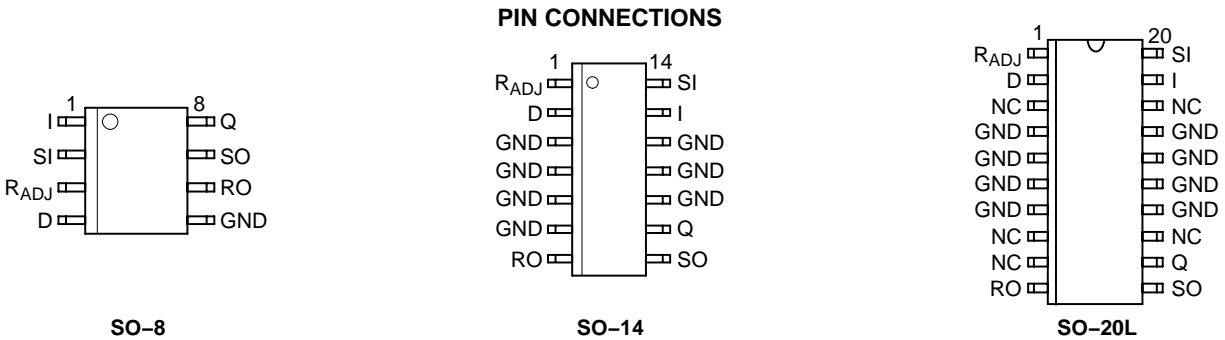 PIN CONNECTIONS
1 8
I Q
SI SO
RADJ RO
D GND
SO–8
1 14
RADJ SI
D I
GND GND
GND GND
GND GND
GND Q
RO SO
SO–14
1 20
RADJ SI
D I
NC NC
GND GND
GND GND
GND GND
GND GND
NC NC
NC Q
RO SO
SO–20L